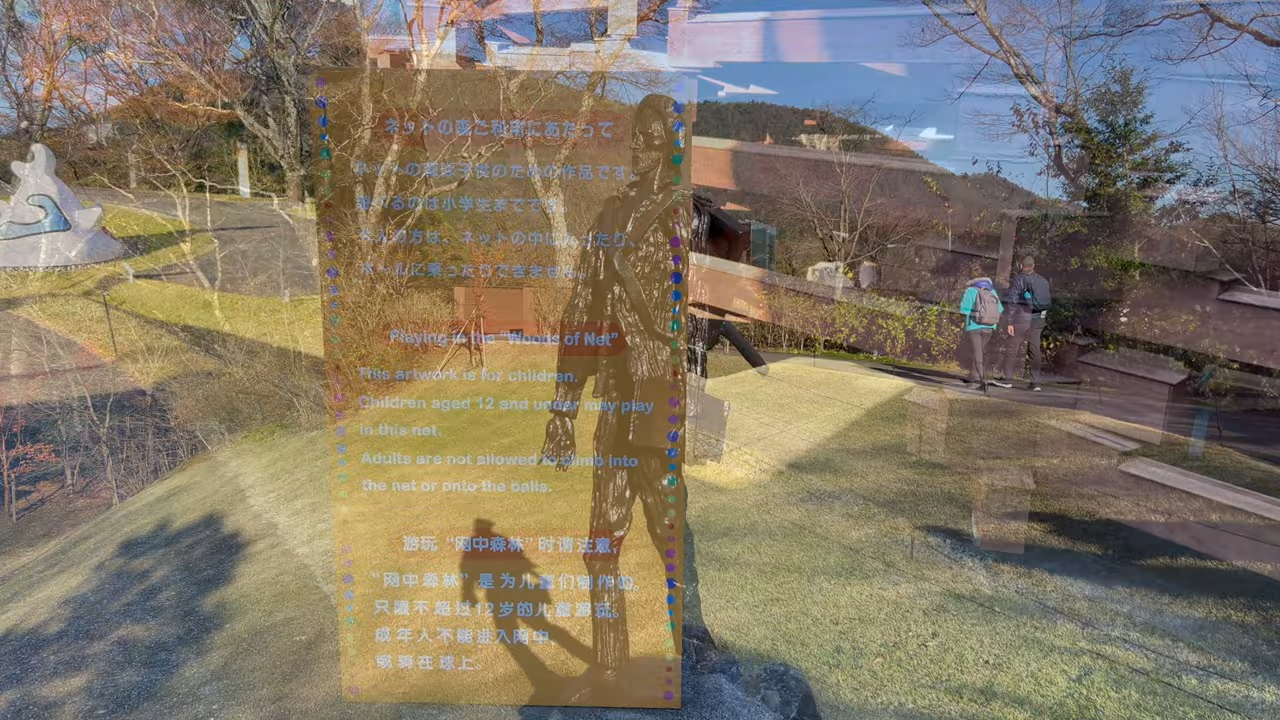 ネットの森ご利用にあたって
ネットの森は子供のための作品です。
遊べるのは小学生までです。
大人の方は、ネットの中に入ったり、
ボールに乗ったりできません。
Playing in the "Woods of Net"
This artwork is for children.
Children aged 12 and under may play
in this net.
Adults are not allowed to climb into
the net or onto the balls.
游玩“网中森林”时请注意:
“网中森林”是为儿童们制作的。
只限不超过12岁的儿童游玩。
成年人不能进入网中,
或骑在球上。